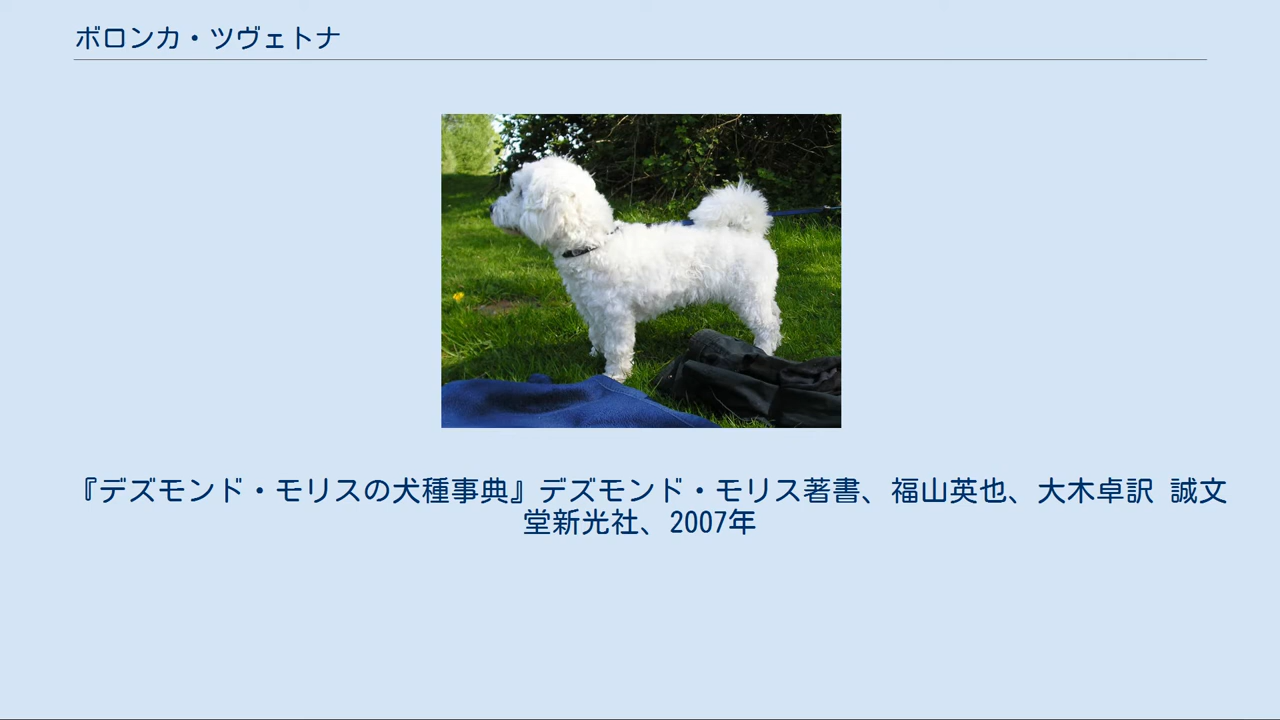 ボロンカ・ツヴェトナ
『デズモンド・モリスの犬種事典』デズモンド・モリス著書、福山英也、大木卓訳 誠文
堂新光社、2007年